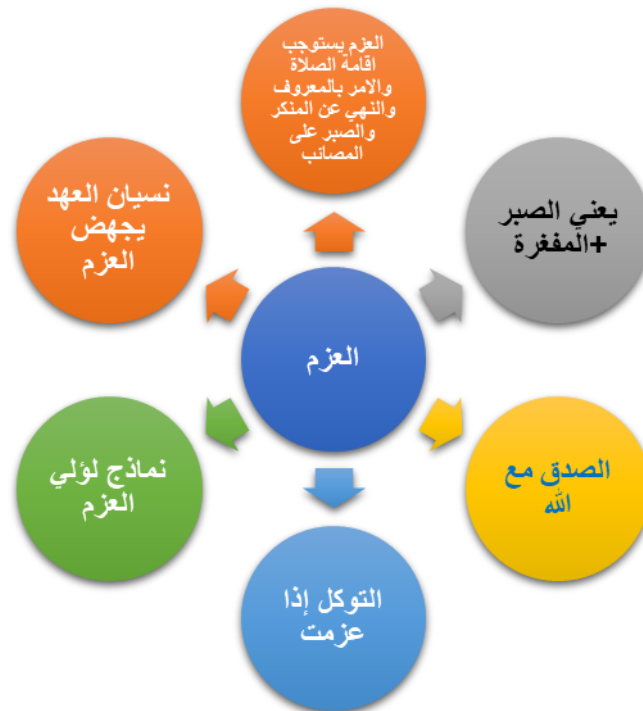 العزم يستوجب
اقامة الصلاة
والامر بالمعروف
والنهي عن المنكر
والصبر على
المصائب
يعني الصبر
+المفغرة
الصدق مع
الله
التوكل إذا
عزمت
نماذج لؤلي
العزم
نسيان العهد
يجهض
العزم
العزم